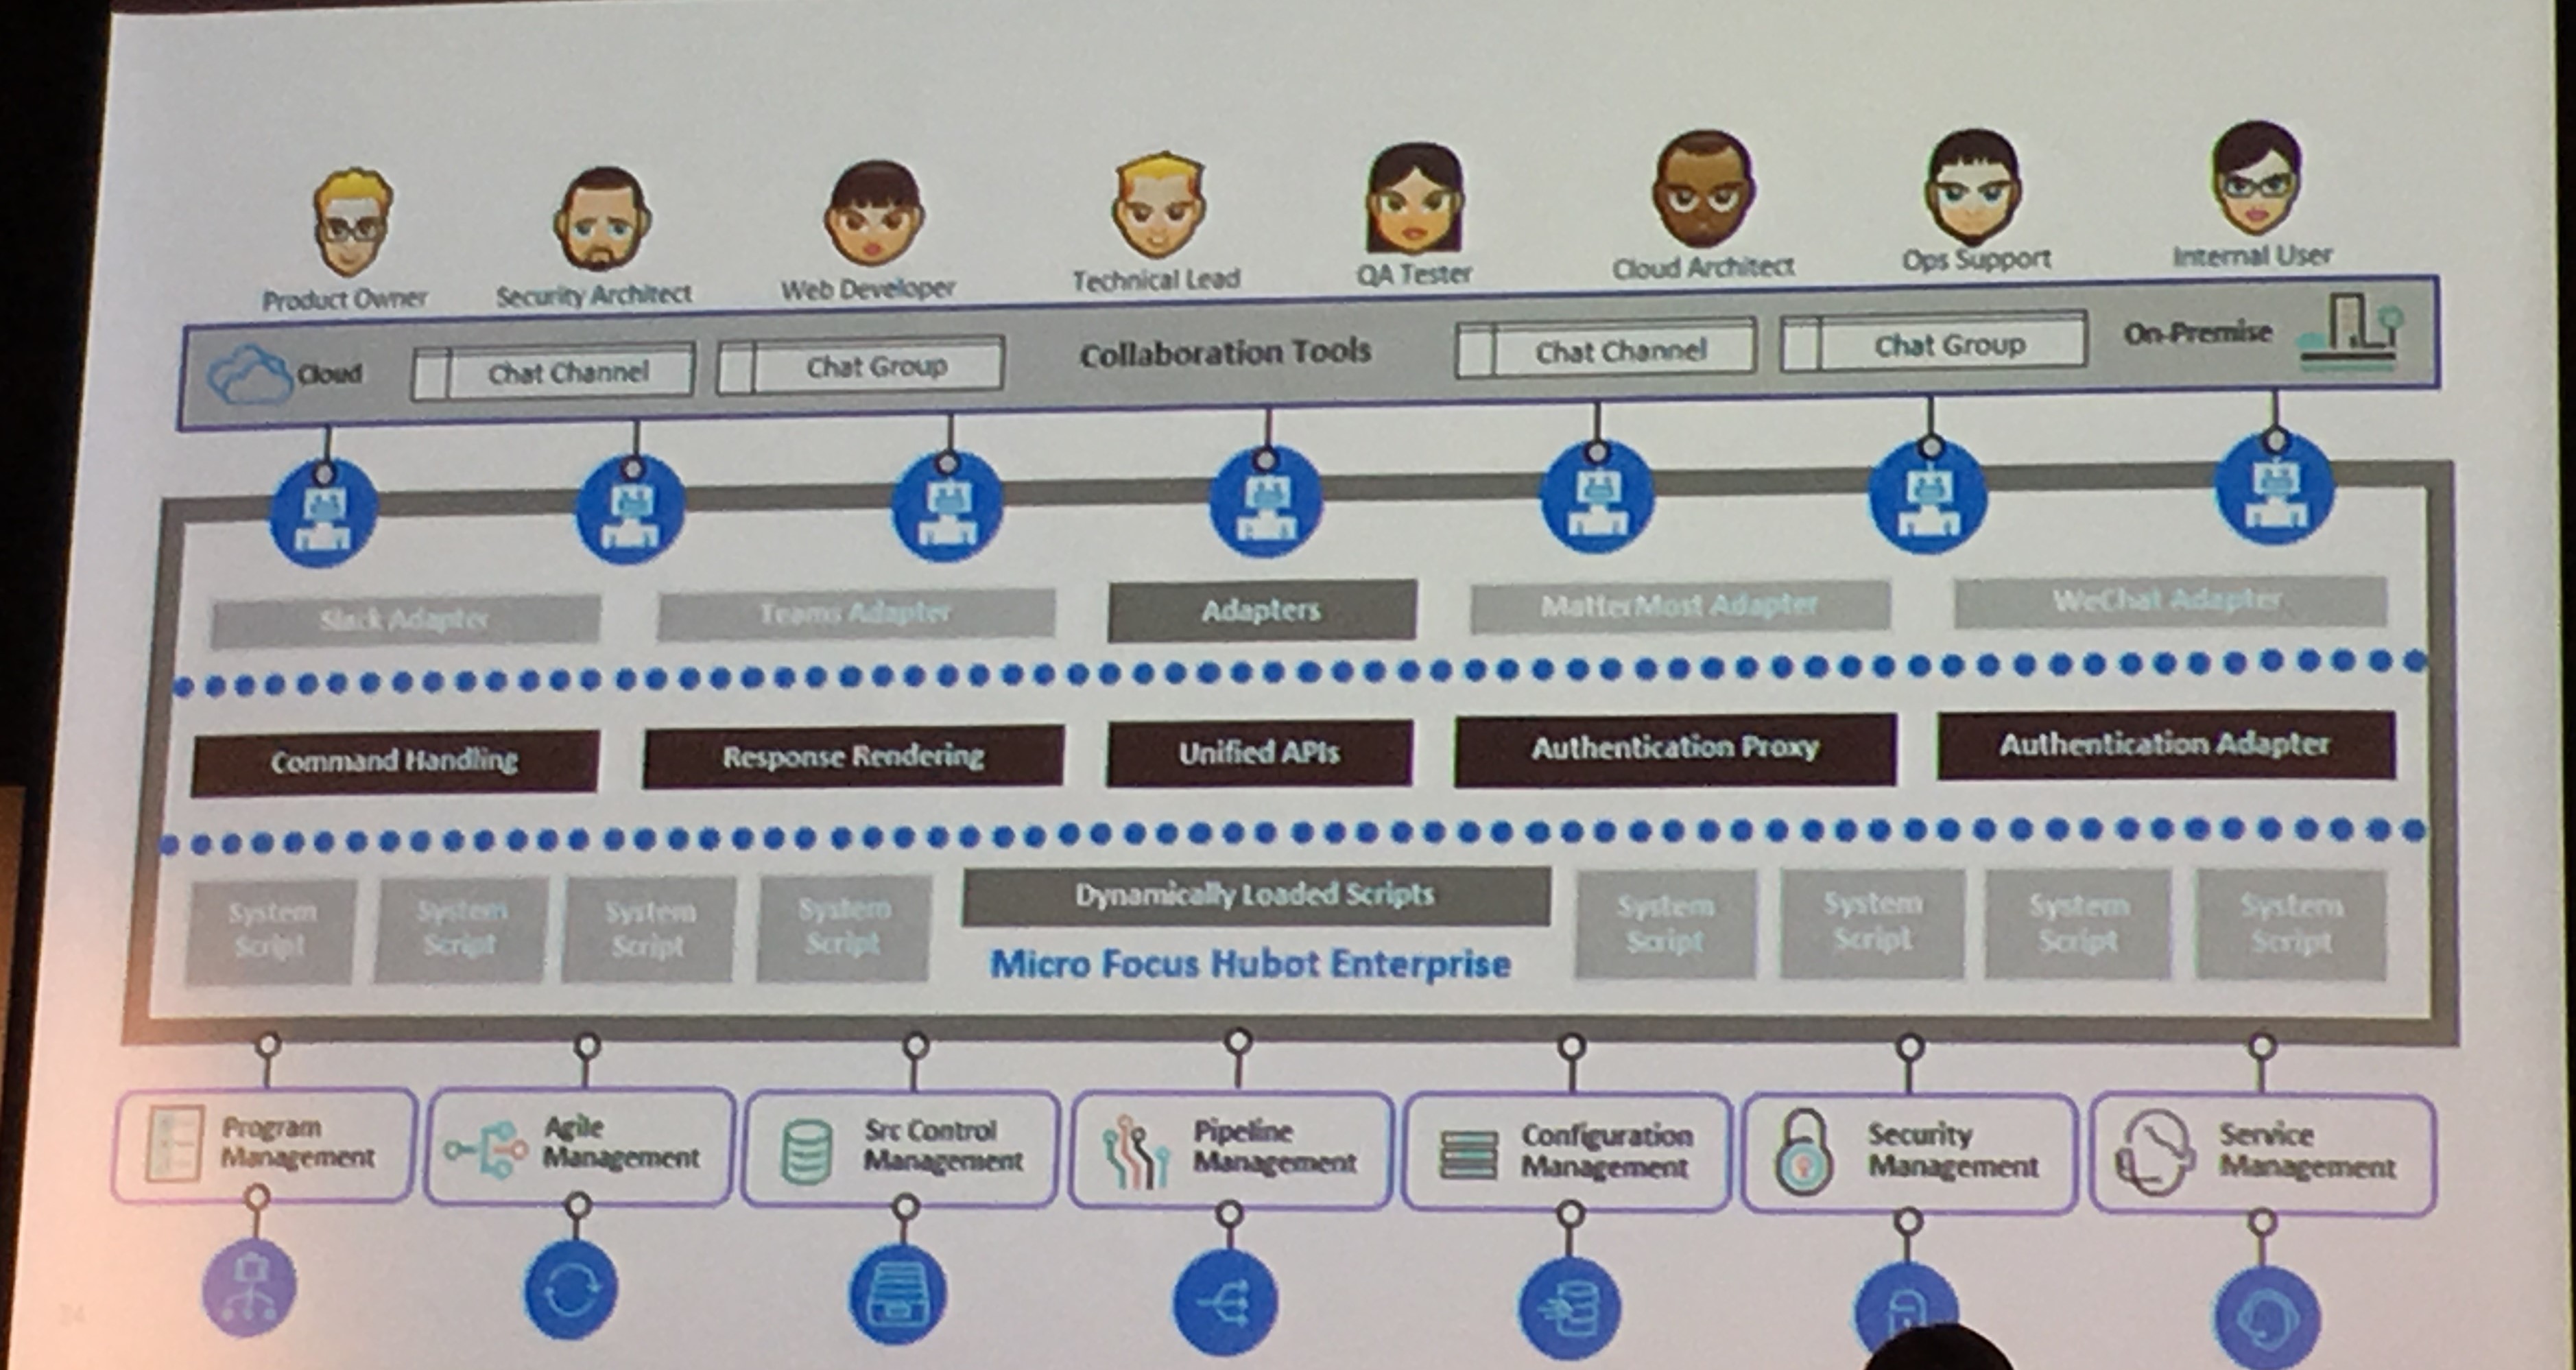 Product Owner
Security Architect
Web Developer
Technical Lead
QA Tester
Cloud Architect
Ops Support
Internal User
Cloud
Chat Channel
Chat Group
Collaboration Tools
Chat Channel
Chat Group
On-Premise
Slack Adapter
Teams Adapter
Adapters
MatterMost Adapter
WeChat Adapter
Command Handling
Response Rendering
Unified APIs
Authentication Proxy
Authentication Adapter
System
Script
System
Script
System
Script
System
Script
Dynamically Loaded Scripts
Micro Focus Hubot Enterprise
System
Script
System
Script
System
Script
System
Script
Program
Management
Agile
Management
Src Control
Management
Pipeline
Management
Configuration
Management
Security
Management
Service
Management